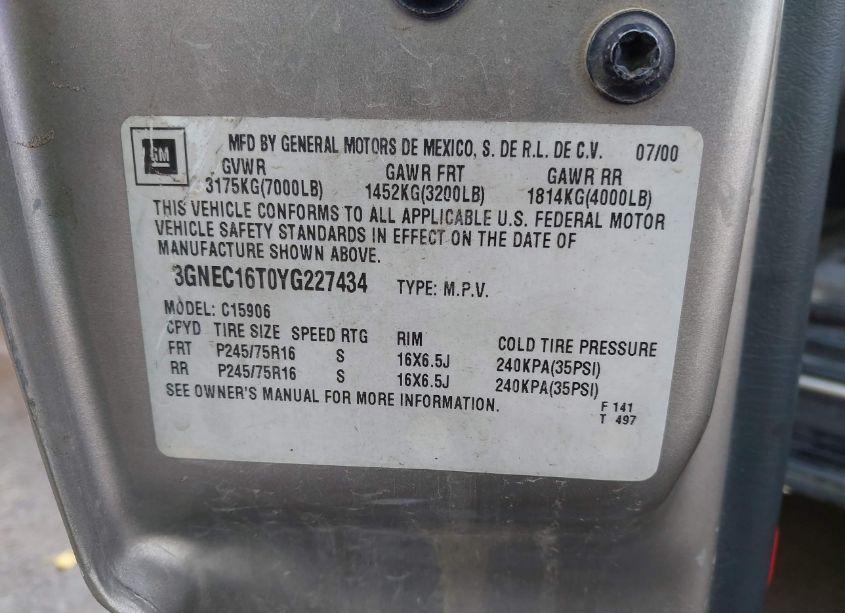 GM
MFD BY GENERAL MOTORS DE MEXICO, S. DE R.L. DE C.V. 07/00
GVWR GAWR FRT GAWR RR
3175KG(7000LB) 1452KG(3200LB) 1814KG(4000LB)
THIS VEHICLE CONFORMS TO ALL APPLICABLE U.S. FEDERAL MOTOR
VEHICLE SAFETY STANDARDS IN EFFECT ON THE DATE OF
MANUFACTURE SHOWN ABOVE.
3GNEC16T0YG227434 TYPE: M.P.V.
MODEL: C15906
CPYD TIRE SIZE SPEED RTG RIM COLD TIRE PRESSURE
FRT P245/75R16 S 16X6.5J 240KPA(35PSI)
RR P245/75R16 S 16X6.5J 240KPA(35PSI)
SEE OWNER'S MANUAL FOR MORE INFORMATION.
F 141
T 497